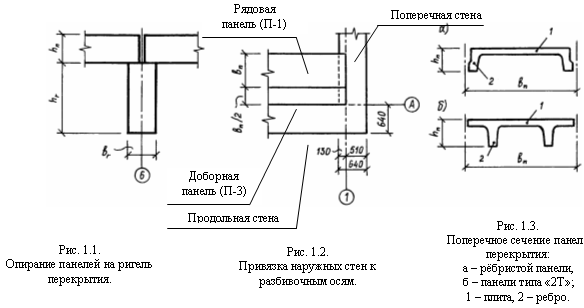 hп
hг
вг
б
Рядовая
панель (П-1)
Поперечная стена
вп
вп/2
А
640
130
510
640
1
Доборная
панель (П-3)
Продольная стена
а)
1
hп
2
вп
б)
1
hп
2
вп
Рис. 1.1.
Опирание панелей на ригель
перекрытия.
Рис. 1.2.
Привязка наружных стен к
разбивочным осям.
Рис. 1.3.
Поперечное сечение панел
перекрытия:
а – рёбристой панели,
б – панели типа «2Т»;
1 – плита, 2 – ребро.